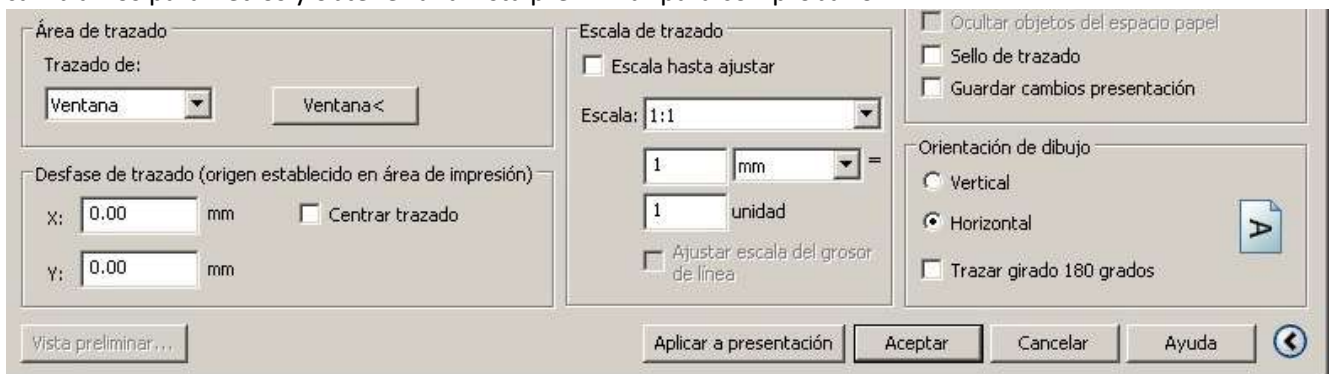 Área de trazado
Trazado de:
Ventana
Ventana<
Desfase de trazado (origen establecido en área de impresión)
X: 0.00 mm
Centrar trazado
Y: 0.00 mm
Escala de trazado
Escala hasta ajustar
Escala: 1:1
1 mm =
1 unidad
Ajustar escala del grosor
de línea
Ocultar objetos del espacio papel
Sello de trazado
Guardar cambios presentación
Orientación de dibujo
Vertical
Horizontal
A
Trazar girado 180 grados
Vista preliminar...
Aplicar a presentación
Aceptar
Cancelar
Ayuda